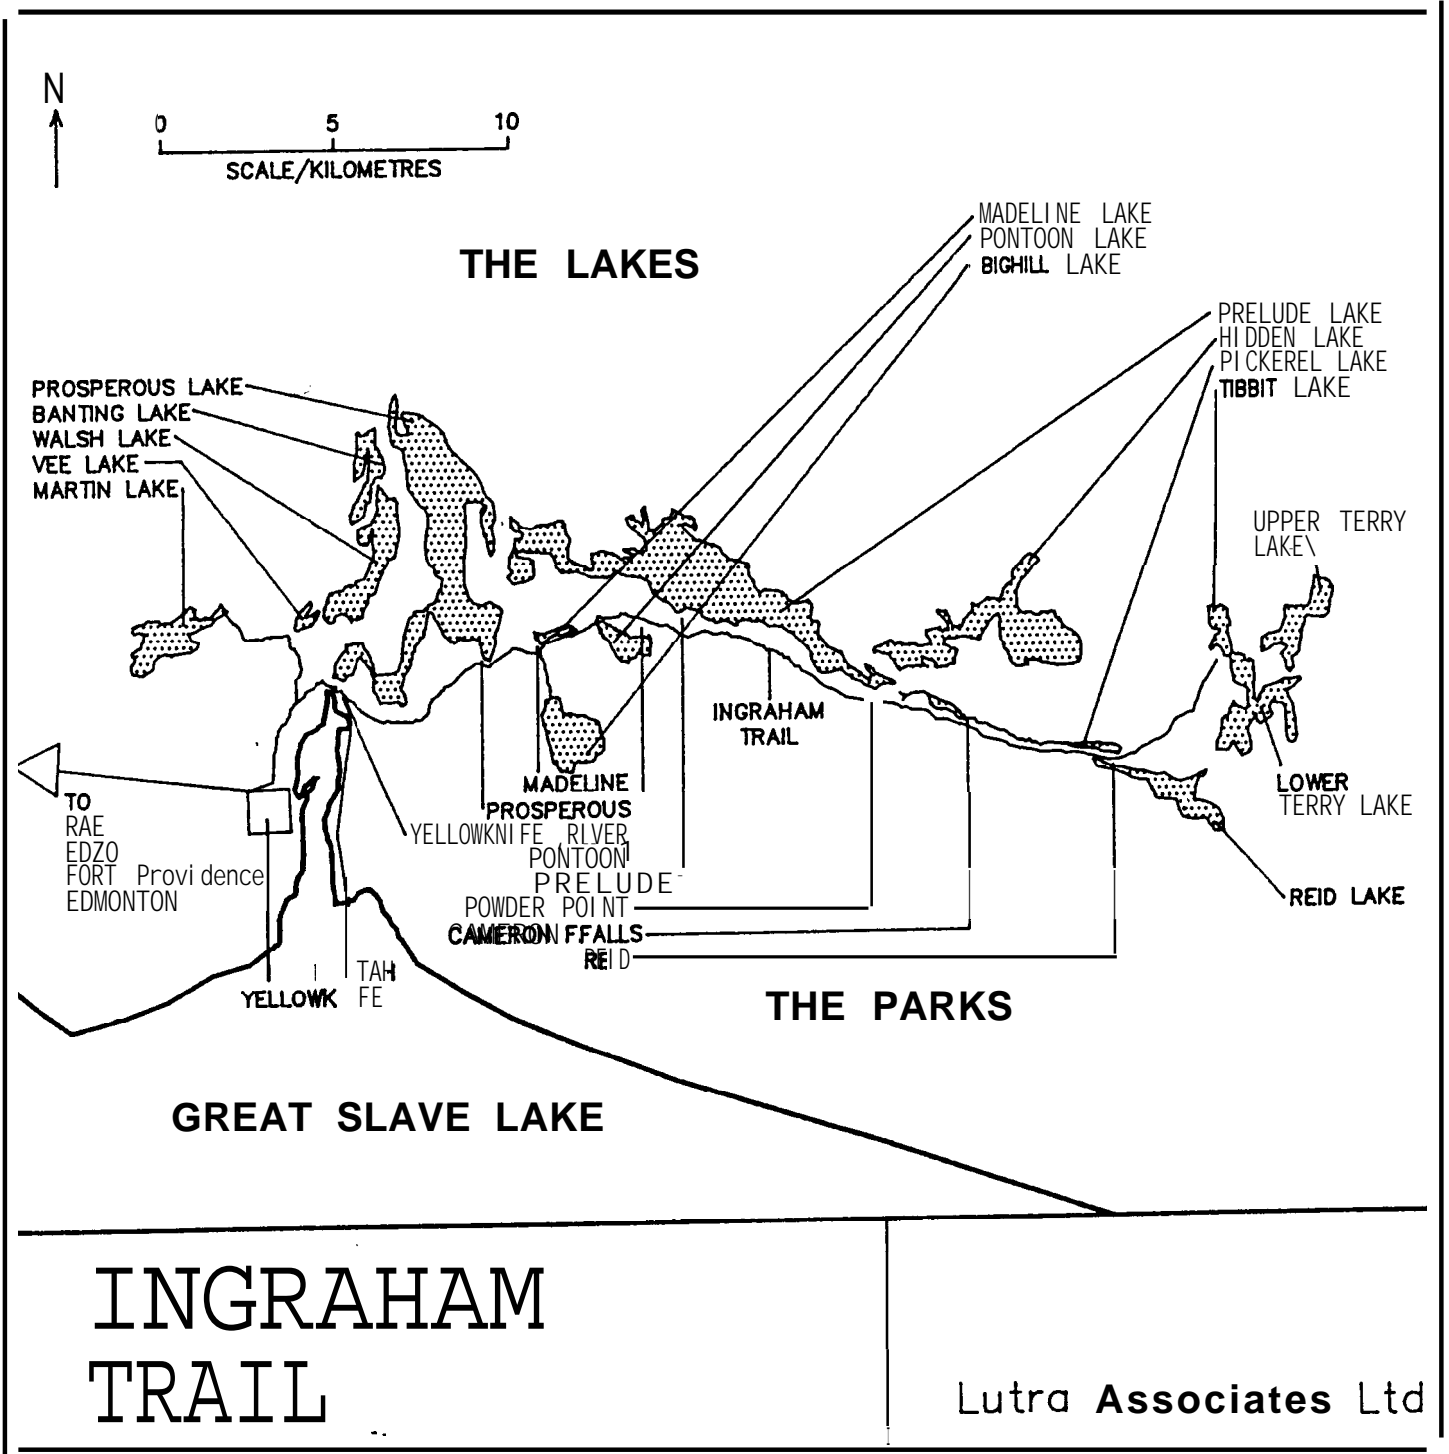 N
0 5 10
SCALE/KILOMETRES
THE LAKES
MADELINE LAKE
PONTOON LAKE
BIGHILL LAKE
PRELUDE LAKE
HIDDEN LAKE
PICKEREL LAKE
TIBBIT LAKE
PROSPEROUS LAKE
BANTING LAKE
WALSH LAKE
VEE LAKE
MARTIN LAKE
UPPER TERRY
LAKE\
INGRAHAM
TRAIL
LOWER
TERRY LAKE
REID LAKE
TO
RAE
EDZO
FORT Providence
EDMONTON
MADELINE
PROSPEROUS
YELLOWKNIFE RIVER
PONTOON
PRELUDE
POWDER POINT
CAMERON FALLS
REID
TAH
YELLOWK FE
THE PARKS
GREAT SLAVE LAKE
INGRAHAM
TRAIL
Lutra Associates Ltd